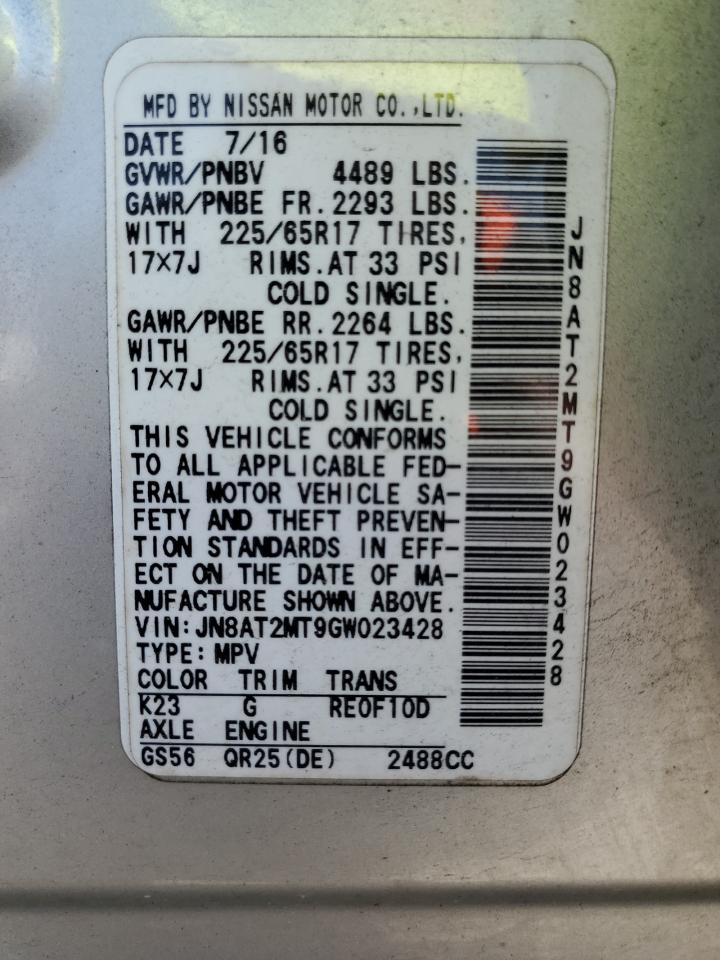 MFD BY NISSAN MOTOR CO.,LTD.
DATE 7/16
GVWR/PNBV 4489 LBS.
GAWR/PNBE FR.2293 LBS.
WITH 225/65R17 TIRES,
17×7J RIMS.AT 33 PSI
COLD SINGLE.
GAWR/PNBE RR.2264 LBS.
WITH 225/65R17 TIRES,
17×7J RIMS.AT 33 PSI
COLD SINGLE.
THIS VEHICLE CONFORMS
TO ALL APPLICABLE FED-
ERAL MOTOR VEHICLE SA-
FETY AND THEFT PREVEN-
TION STANDARDS IN EFF-
ECT ON THE DATE OF MA-
NUFACTURE SHOWN ABOVE.
VIN:JN8AT2MT9GW023428
TYPE:MPV
COLOR TRIM TRANS
K23 G RE0F10D
AXLE ENGINE
GS56 QR25(DE) 2488CC
JN8AT2MT9GW023428